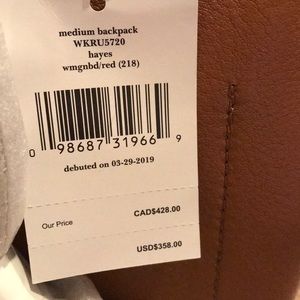 medium backpack
WKRU5720
hayes
wmgnbd/red (218)
0 98687 31966 9
debuted on 03-29-2019
Our Price CAD$428.00
USD$358.00